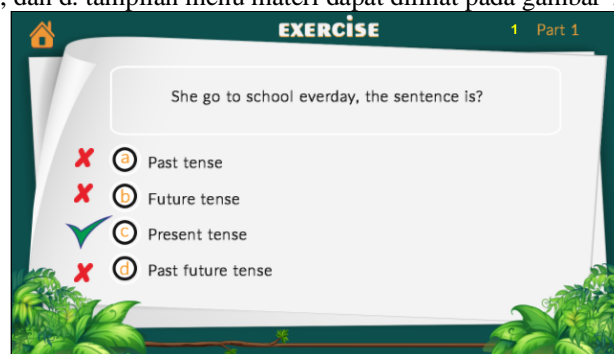 , dan d. tampilan menu materi dapat dilihat pada gambar
EXERCISE
1 Part 1
She go to school everday, the sentence is?
a Past tense
b Future tense
c Present tense
d Past future tense